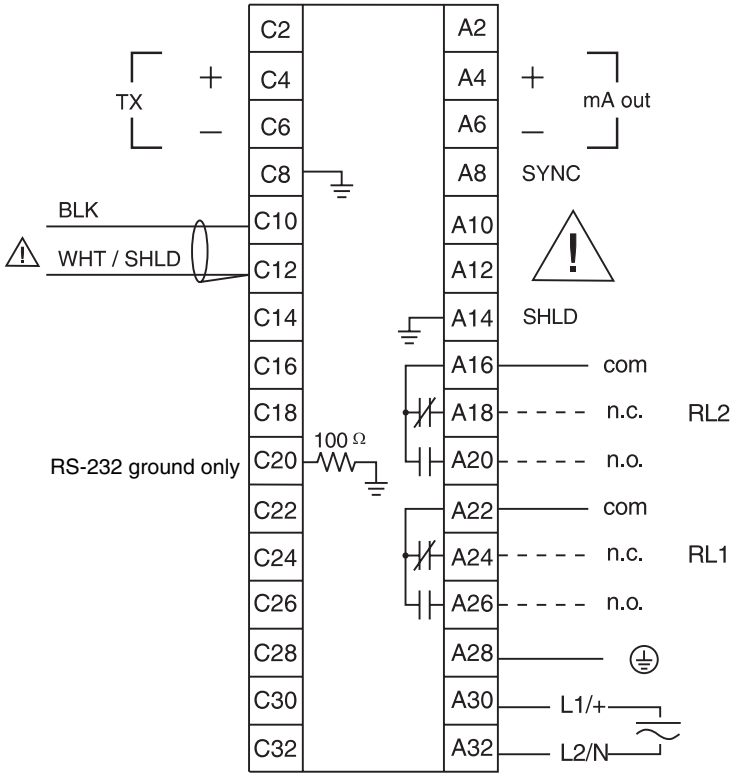 C2 A2
+ C4 A4 +
TX mA out
– C6 A6 –
C8 A8 SYNC
BLK C10 A10
! WHT / SHLD C12 A12 !
C14 A14 SHLD
C16 A16 com
C18 A18 n.c. RL2
100 Ω
RS-232 ground only C20 A20 n.o.
C22 A22 com
C24 A24 n.c. RL1
C26 A26 n.o.
C28 A28
C30 A30 L1/+
C32 A32 L2/N